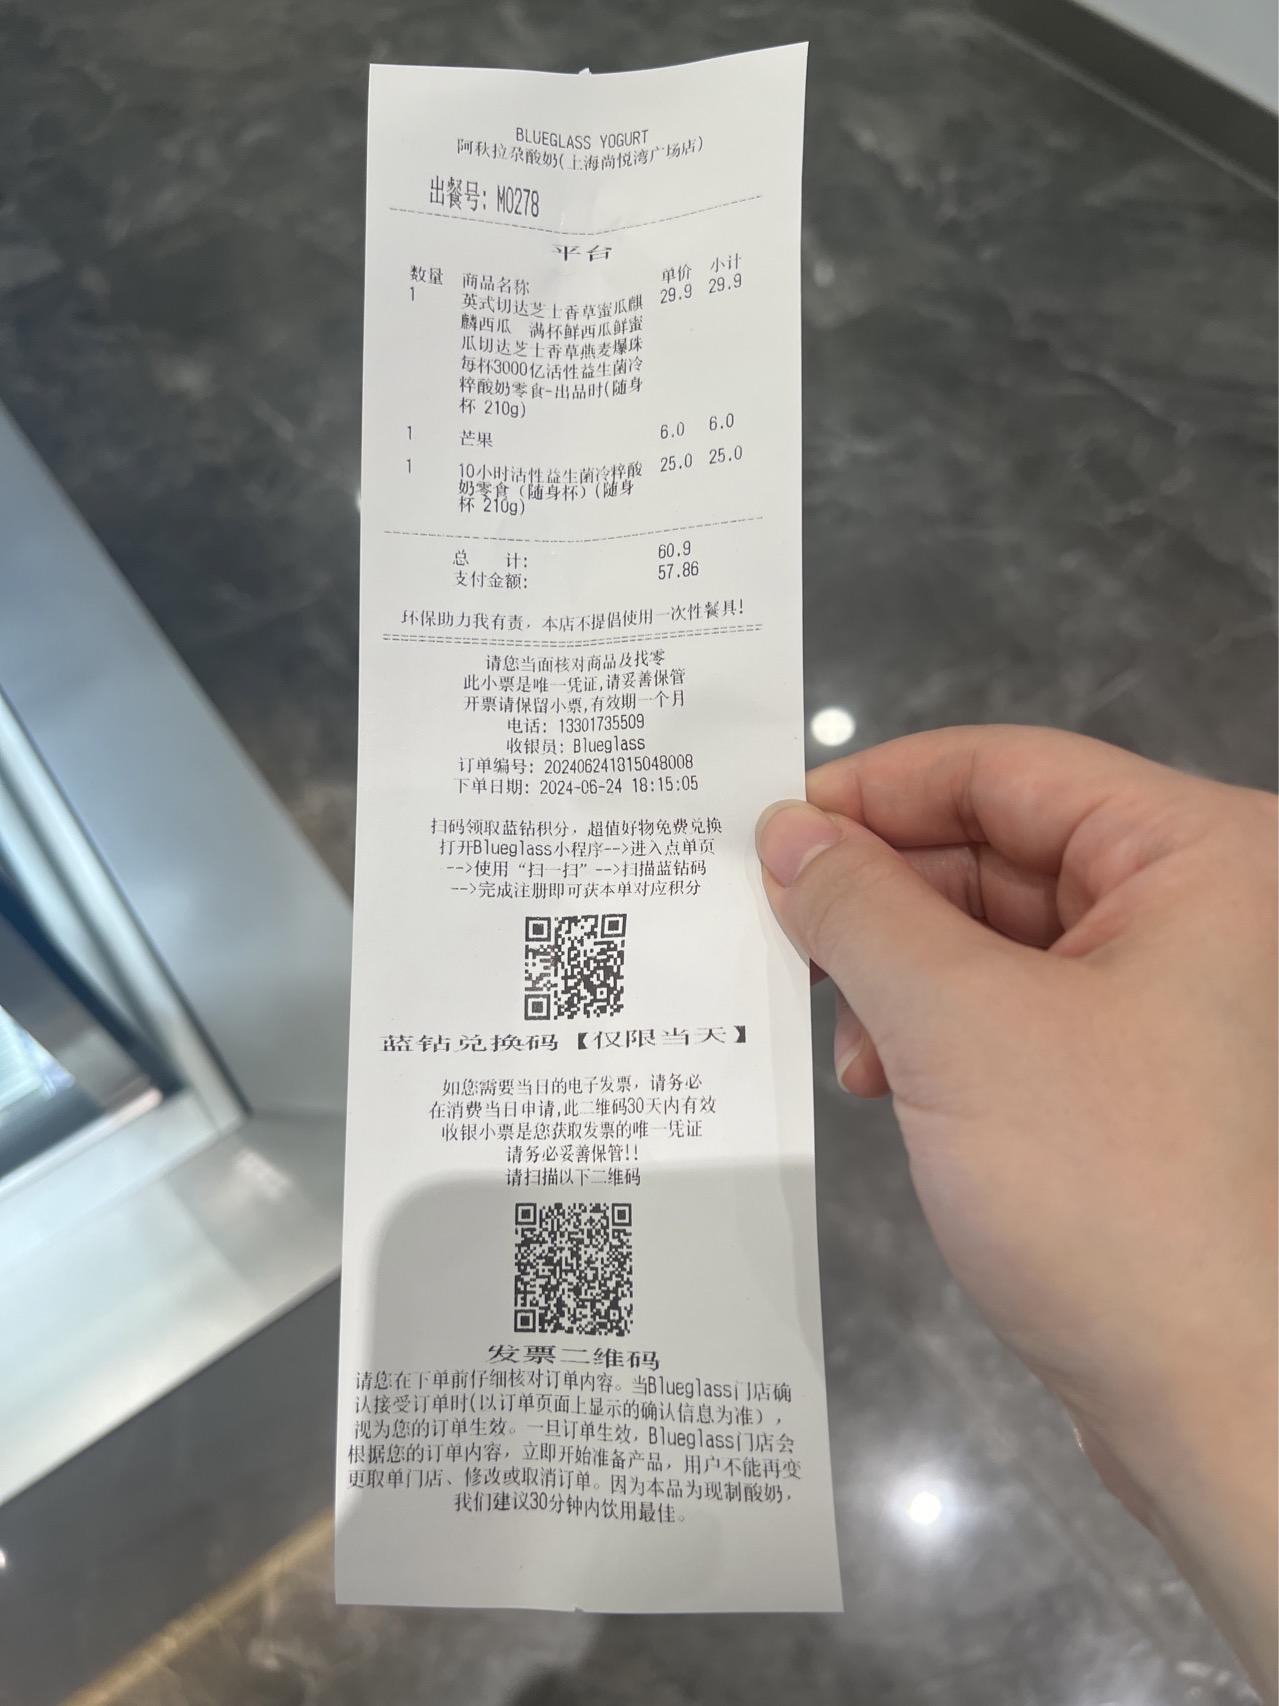 BLUEGLASS YOGURT
阿秋拉尕酸奶(上海尚悦湾广场店)
出餐号: M0278
平台
数量 商品名称 单价 小计
1 英式切达芝士香草蜜瓜麒 29.9 29.9
麟西瓜 满杯鲜西瓜鲜蜜
瓜切达芝士香草燕麦爆珠
每杯3000亿活性益生菌冷
粹酸奶零食-出品时(随身
杯 210g)
1 芒果 6.0 6.0
1 10小时活性益生菌冷粹酸 25.0 25.0
奶零食（随身杯）(随身
杯 210g)
总 计: 60.9
支付金额: 57.86
环保助力我有责，本店不提倡使用一次性餐具!
请您当面核对商品及找零
此小票是唯一凭证,请妥善保管
开票请保留小票,有效期一个月
电话: 13301735509
收银员: Blueglass
订单编号: 202406241815048008
下单日期: 2024-06-24 18:15:05
扫码领取蓝钻积分，超值好物免费兑换
打开Blueglass小程序-->进入点单页
-->使用“扫一扫”-->扫描蓝钻码
-->完成注册即可获本单对应积分
蓝钻兑换码【仅限当天】
如您需要当日的电子发票，请务必
在消费当日申请,此二维码30天内有效
收银小票是您获取发票的唯一凭证
请务必妥善保管!!
请扫描以下二维码
发票二维码
请您在下单前仔细核对订单内容。当Blueglass门店确
认接受订单时(以订单页面上显示的确认信息为准)，
视为您的订单生效。一旦订单生效，Blueglass门店会
根据您的订单内容，立即开始准备产品，用户不能再变
更取单门店、修改或取消订单。因为本品为现制酸奶，
我们建议30分钟内饮用最佳。